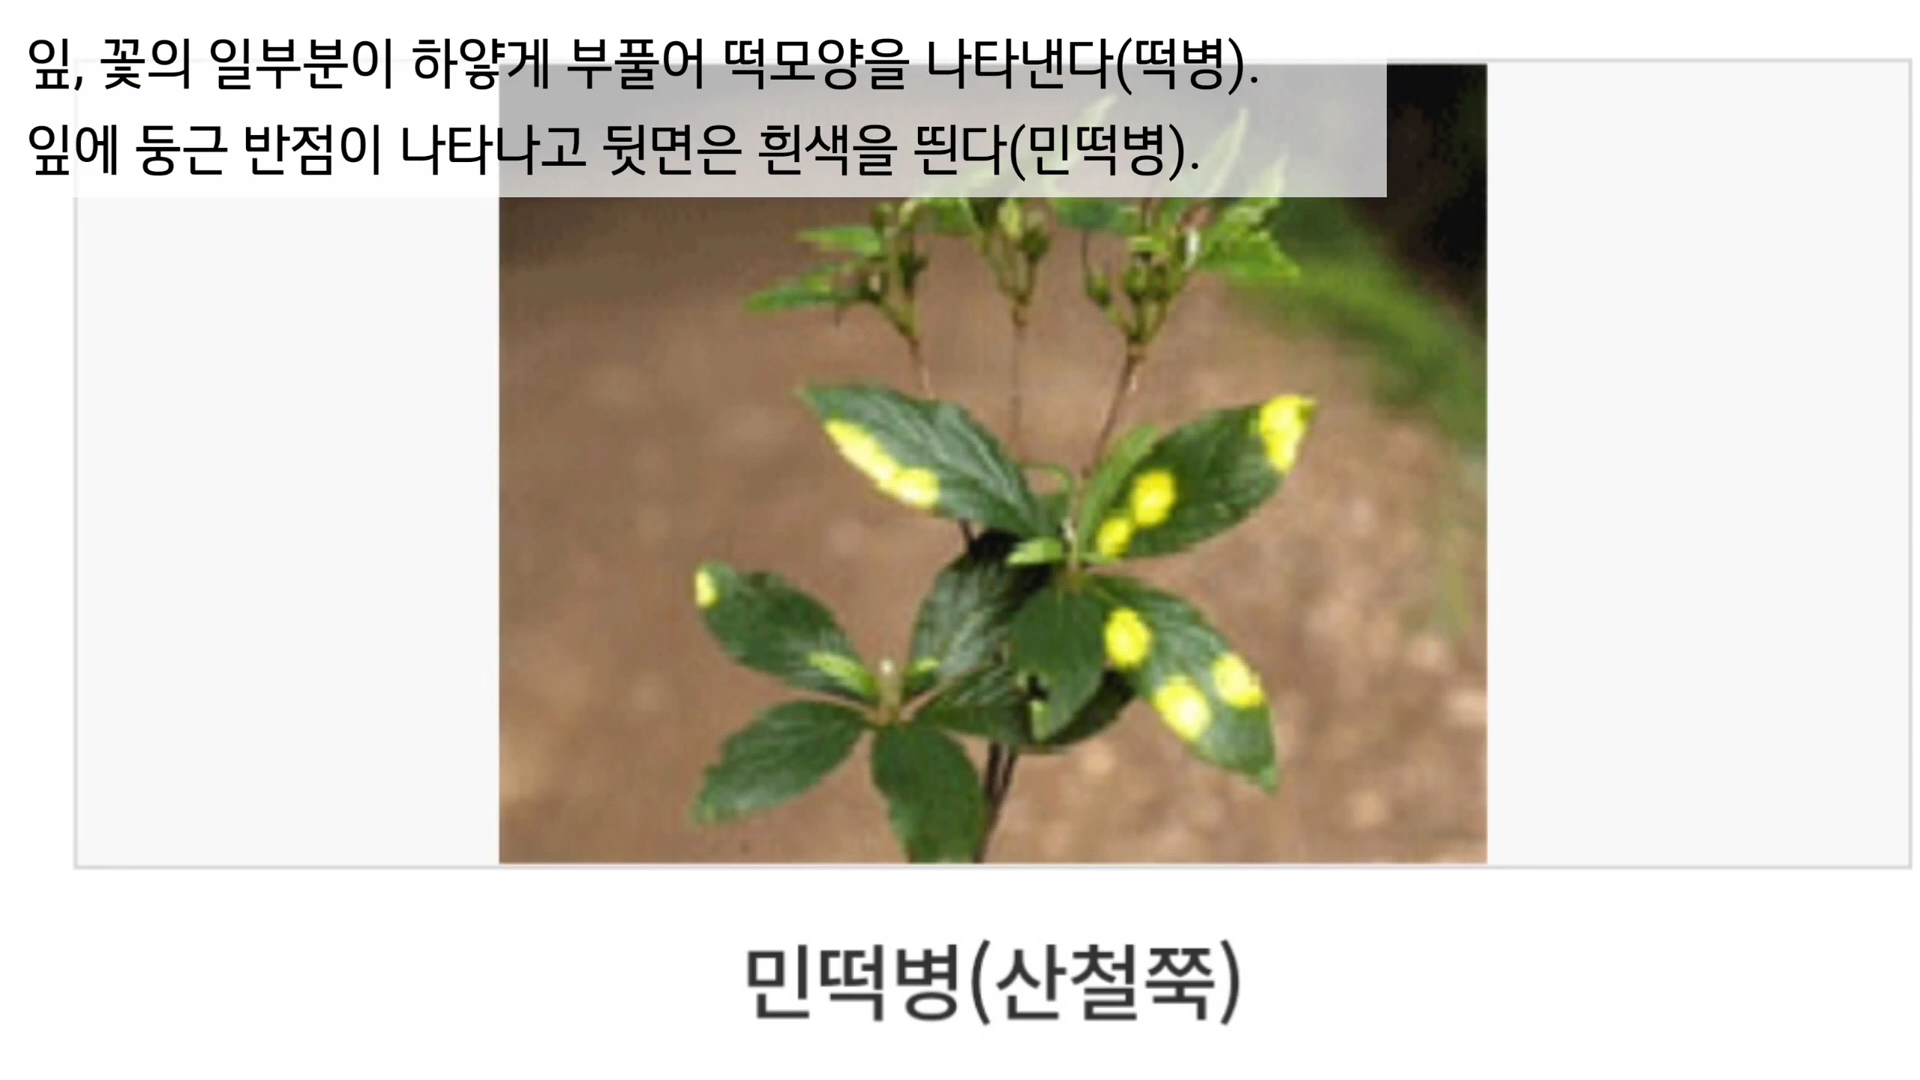 잎, 꽃의 일부분이 하얗게 부풀어 떡모양을 나타낸다(떡병).
잎에 둥근 반점이 나타나고 뒷면은 흰색을 띈다(민떡병).
민떡병(산철쭉)